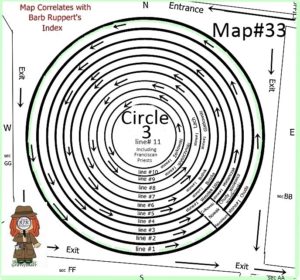 Map Correlates with
Barb Ruppert's
Index
N
Entrance
Map#33
Exit
Exit
W
E
sec
GG
Circle
3
line# 11
Including
Franciscan
Priests
line #10
line #9
line #8
line #7
line #6
line #5
line #4
line #3
line #2
line #1
sec
BB
Exit
Exit
sec FF
S
sec AA